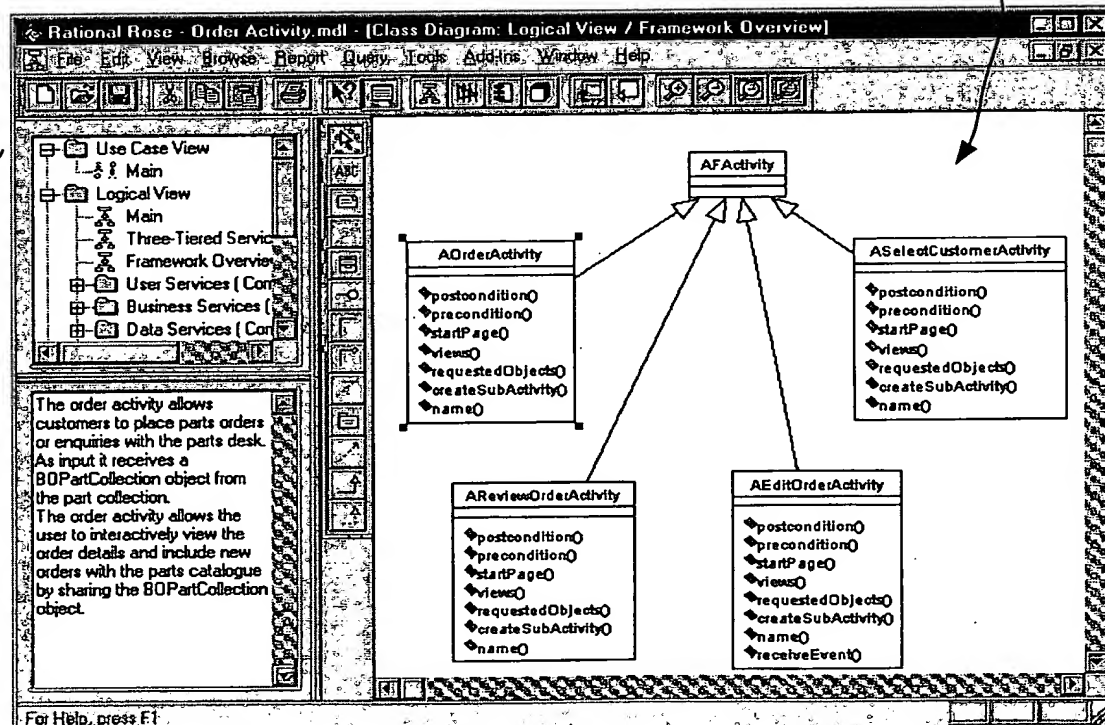 Rational Rose - Order Activity.mdl - [Class Diagram: Logical View / Framework Overview]
File Edit View Browse Report Query Tools Add-Ins Window Help
Use Case View
Main
Logical View
Main
Three-Tiered Servic
Framework Overvie
User Services ( Con
Business Services (
Data Services ( Con
The order activity allows
customers to place parts orders
or enquiries with the parts desk.
As input it receives a
BOPartCollection object from
the part collection.
The order activity allows the
user to interactively view the
order details and include new
orders with the parts catalogue
by sharing the BOPartCollection
object.
ABC
AFActivity
AOrderActivity
postcondition()
precondition()
startPage()
views()
requestedObjects()
createSubActivity()
name()
ASelectCustomerActivity
postcondition()
precondition()
startPage()
views()
requestedObjects()
createSubActivity()
name()
AReviewOrderActivity
postcondition()
precondition()
startPage()
views()
requestedObjects()
createSubActivity()
name()
AEditOrderActivity
postcondition()
precondition()
startPage()
views()
requestedObjects()
createSubActivity()
name()
receiveEvent()
For Help, press F1